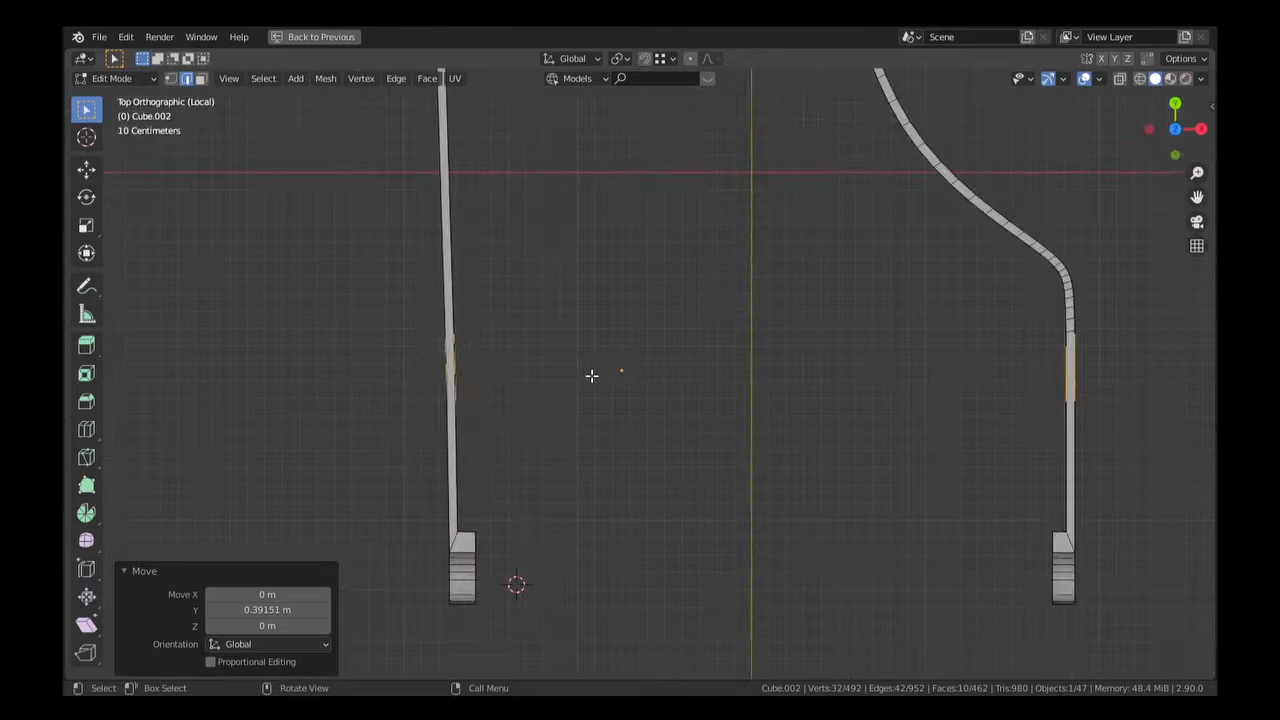 File Edit Render Window Help Back to Previous Scene View Layer
Global Options
Edit Mode View Select Add Mesh Vertex Edge Face UV Models
Top Orthographic (Local)
(0) Cube.002
10 Centimeters
Y
Z X
Move
Move X 0 m
Y 0.39151 m
Z 0 m
Orientation Global
Proportional Editing
Select Box Select Rotate View Call Menu Cube.002 | Verts:32/492 | Edges:42/952 | Faces:10/462 | Tris:980 | Objects:1/47 | Memory: 48.4 MiB | 2.90.0